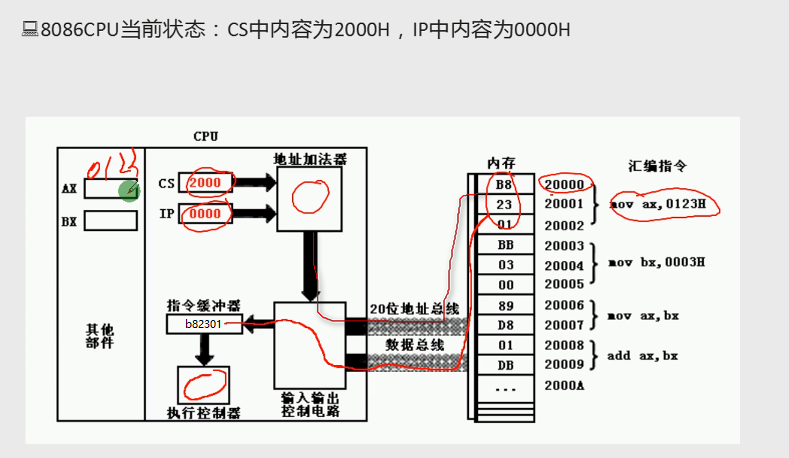 8086CPU当前状态：CS中内容为2000H，IP中内容为0000H
CPU
地址加法器
内存
汇编指令
0123
AX
BX
CS 2000
IP 0000
B8 20000
23 20001 mov ax,0123H
01 20002
BB 20003
03 20004 mov bx,0003H
00 20005
89 20006
D8 20007 mov ax,bx
01 20008
DB 20009 add ax,bx
... 2000A
20位地址总线
数据总线
指令缓冲器
b82301
其他
部件
执行控制器
输入输出
控制电路